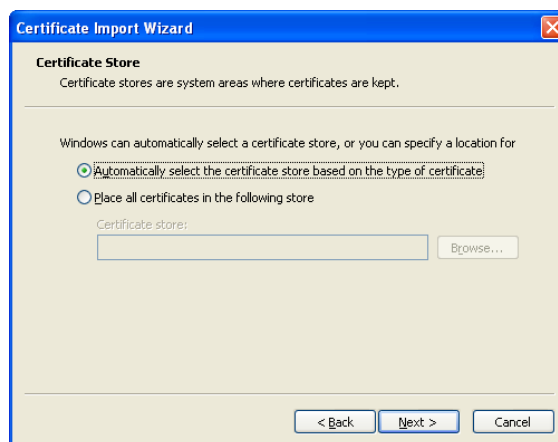 Certificate Import Wizard
Certificate Store
Certificate stores are system areas where certificates are kept.
Windows can automatically select a certificate store, or you can specify a location for
Automatically select the certificate store based on the type of certificate
Place all certificates in the following store
Certificate store:
Browse...
< Back Next > Cancel